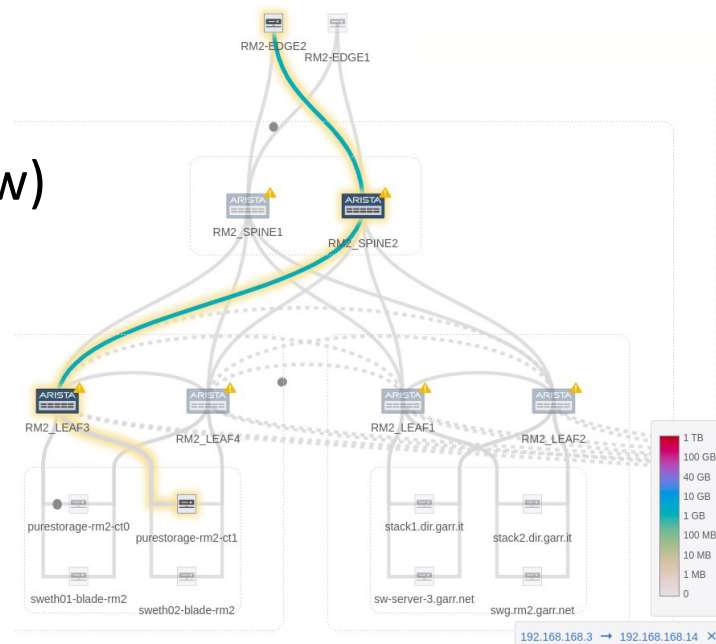 RM2-EDGE2
RM2-EDGE1
w)
ARISTA
ARISTA
RM2_SPINE1
RM2_SPINE2
ARISTA
ARISTA
ARISTA
ARISTA
RM2_LEAF3
RM2_LEAF4
RM2_LEAF1
RM2_LEAF2
1 TB
100 GB
40 GB
10 GB
1 GB
100 MB
10 MB
1 MB
0
purestorage-rm2-ct0
purestorage-rm2-ct1
stack1.dir.garr.it
stack2.dir.garr.it
sweth01-blade-rm2
sweth02-blade-rm2
sw-server-3.garr.net
swg.rm2.garr.net
192.168.168.3 → 192.168.168.14 ×